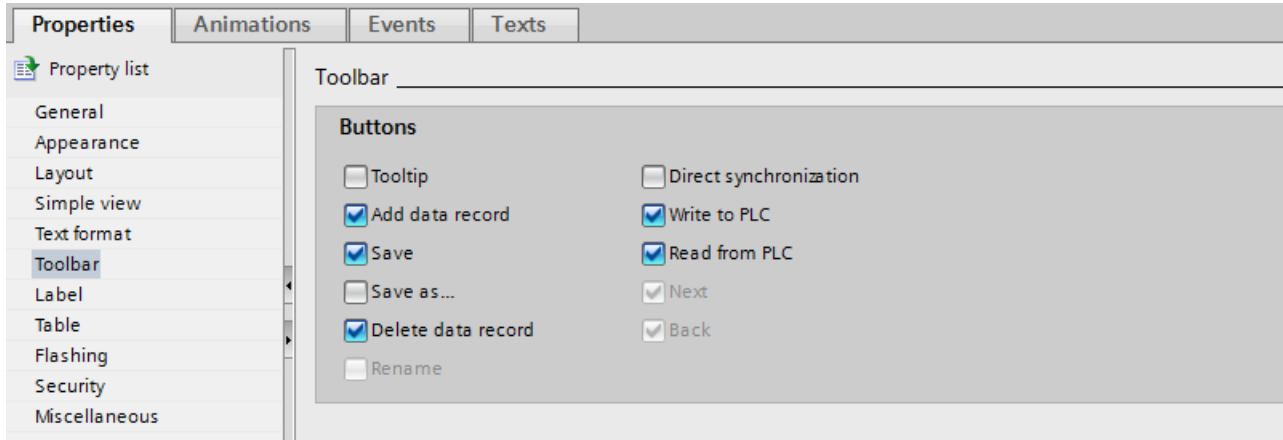 Properties Animations Events Texts
Property list
General
Appearance
Layout
Simple view
Text format
Toolbar
Label
Table
Flashing
Security
Miscellaneous
Toolbar
Buttons
Tooltip Direct synchronization
Add data record Write to PLC
Save Read from PLC
Save as... Next
Delete data record Back
Rename